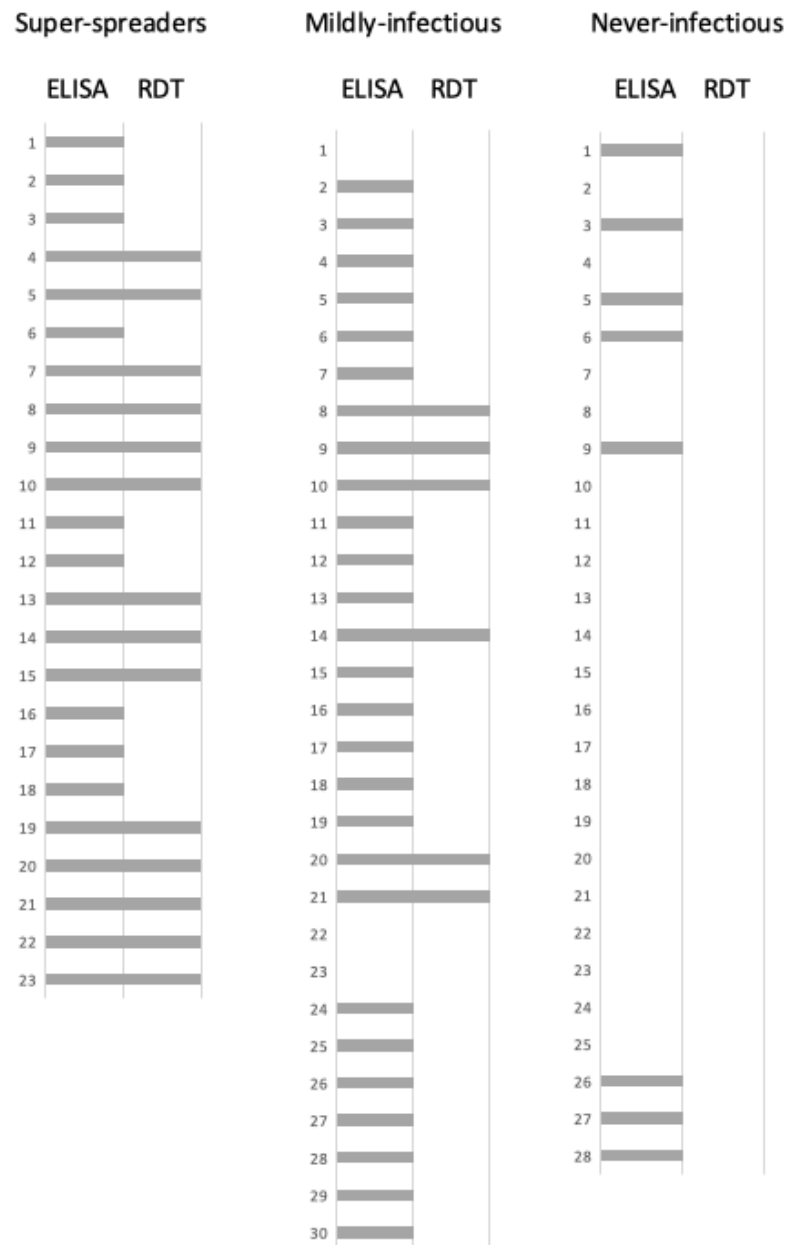 Super-spreaders Mildly-infectious Never-infectious
ELISA RDT ELISA RDT ELISA RDT
1 1 1
2 2 2
3 3 3
4 4 4
5 5 5
6 6 6
7 7 7
8 8 8
9 9 9
10 10 10
11 11 11
12 12 12
13 13 13
14 14 14
15 15 15
16 16 16
17 17 17
18 18 18
19 19 19
20 20 20
21 21 21
22 22 22
23 23 23
24 24
25 25
26 26
27 27
28 28
29
30